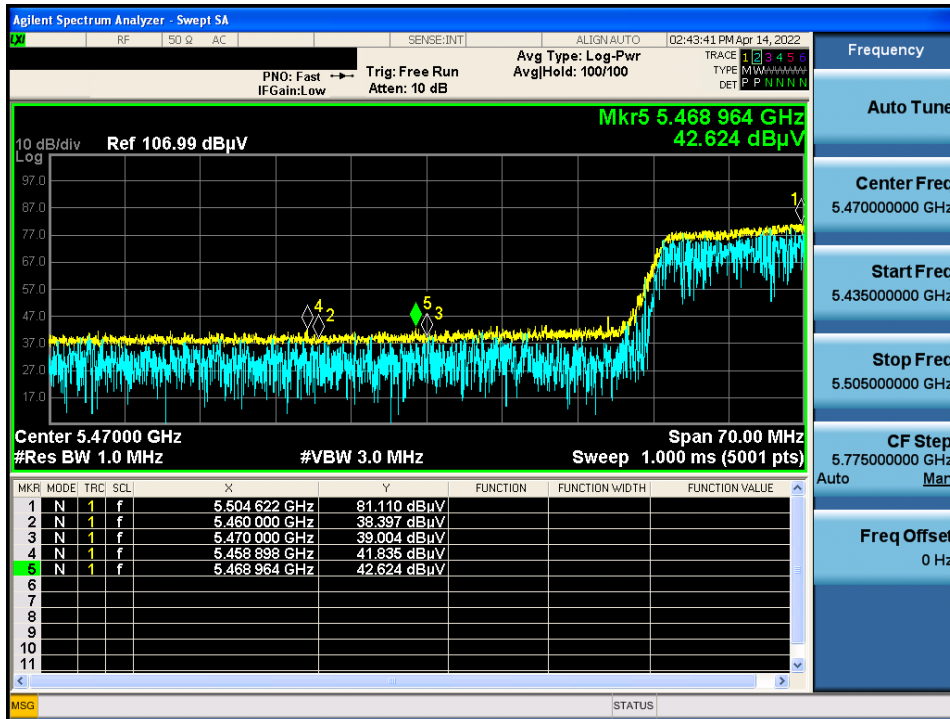 Agilent Spectrum Analyzer - Swept SA
LXI RF 50 Ω AC SENSE:INT ALIGN AUTO 02:43:41 PM Apr 14, 2022
PNO: Fast
IFGain:Low
Trig: Free Run
Atten: 10 dB
Avg Type: Log-Pwr
Avg|Hold: 100/100
TRACE 1 2 3 4 5 6
TYPE M W W W W W
DET P P N N N N
Mkr5 5.468 964 GHz
42.624 dBµV
10 dB/div Ref 106.99 dBµV
Log
97.0
87.0
77.0
67.0
57.0
47.0
37.0
27.0
17.0
1
4
2
5
3
Center 5.47000 GHz Span 70.00 MHz
#Res BW 1.0 MHz #VBW 3.0 MHz Sweep 1.000 ms (5001 pts)
MKR MODE TRC SCL X Y FUNCTION FUNCTION WIDTH FUNCTION VALUE
1 N 1 f 5.504 622 GHz 81.110 dBµV
2 N 1 f 5.460 000 GHz 38.397 dBµV
3 N 1 f 5.470 000 GHz 39.004 dBµV
4 N 1 f 5.458 898 GHz 41.835 dBµV
5 N 1 f 5.468 964 GHz 42.624 dBµV
6
7
8
9
10
11
MSG STATUS
Frequency
Auto Tune
Center Freq
5.470000000 GHz
Start Freq
5.435000000 GHz
Stop Freq
5.505000000 GHz
CF Step
5.775000000 GHz
Auto Man
Freq Offset
0 Hz